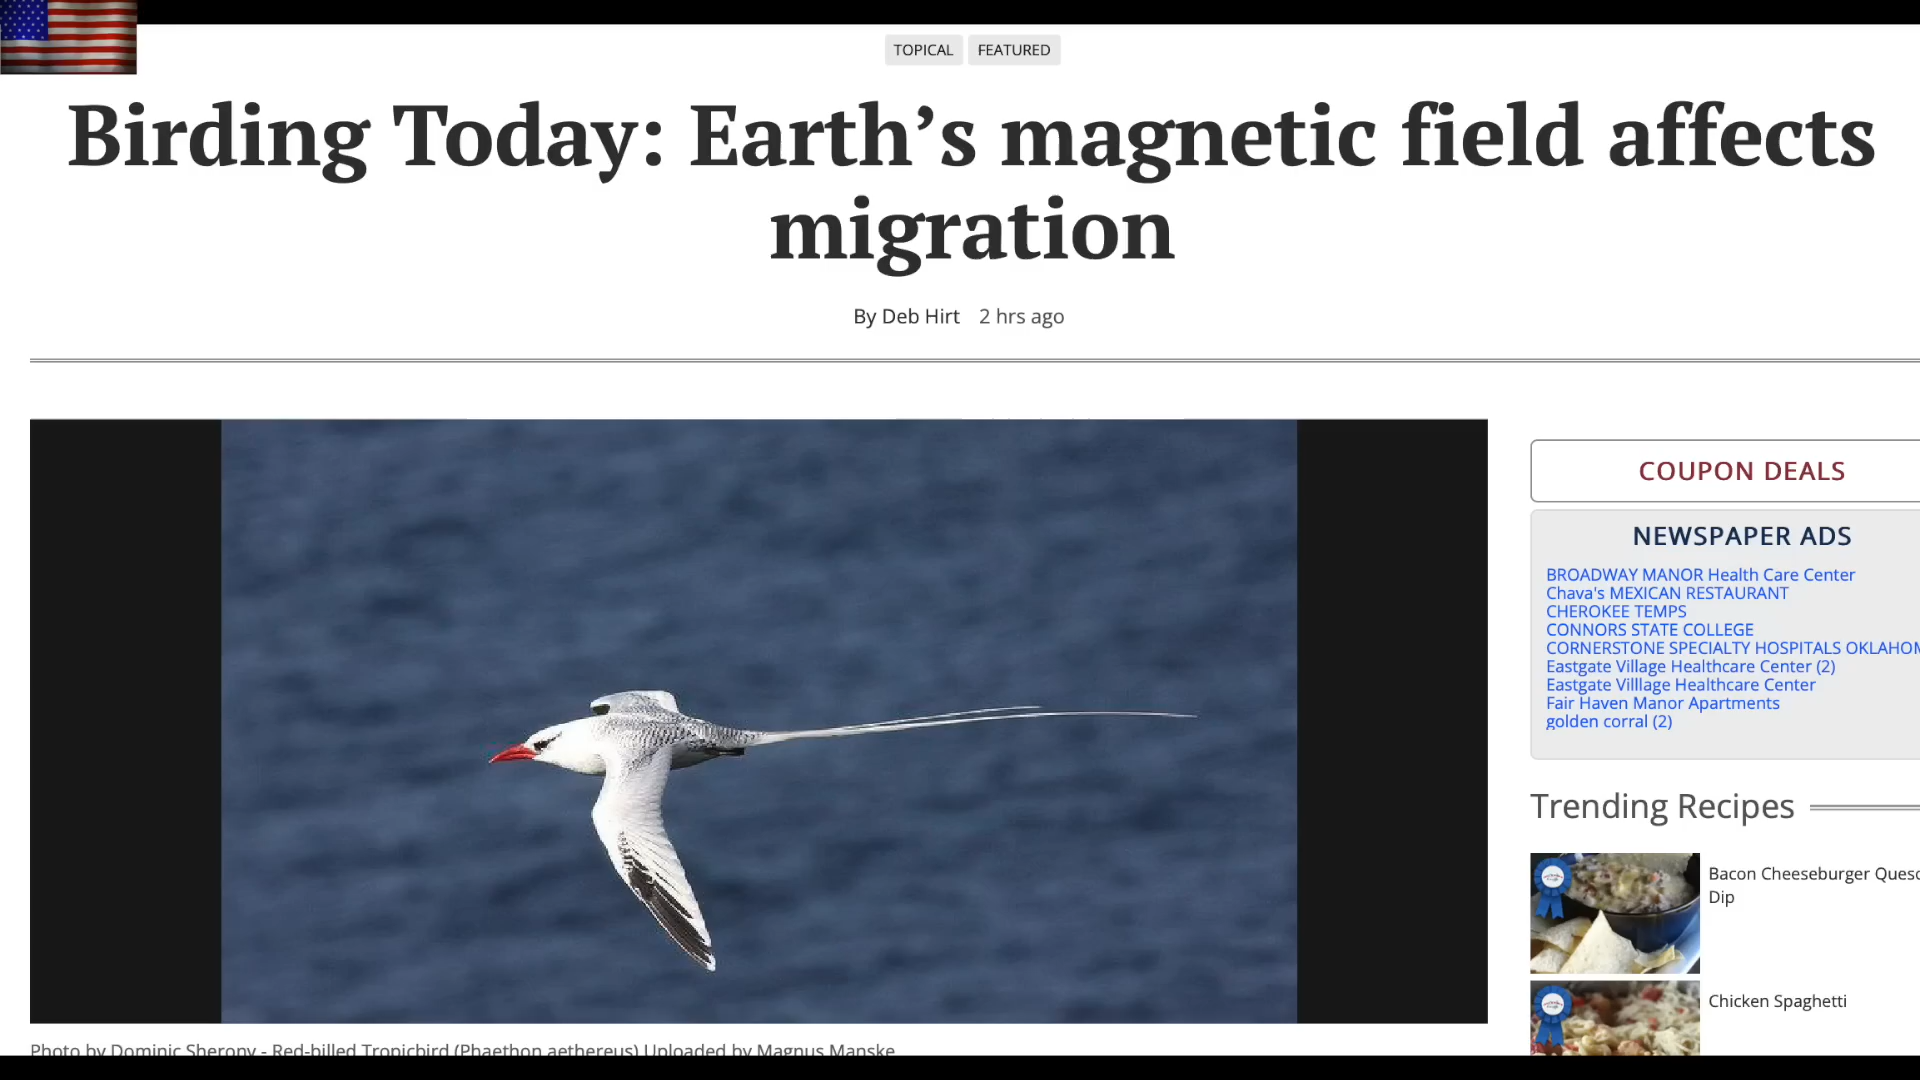 TOPICAL FEATURED
Birding Today: Earth’s magnetic field affects
migration
By Deb Hirt 2 hrs ago
COUPON DEALS
NEWSPAPER ADS
BROADWAY MANOR Health Care Center
Chava's MEXICAN RESTAURANT
CHEROKEE TEMPS
CONNORS STATE COLLEGE
CORNERSTONE SPECIALTY HOSPITALS OKLAHOM
Eastgate Village Healthcare Center (2)
Eastgate Villlage Healthcare Center
Fair Haven Manor Apartments
golden corral (2)
Trending Recipes
Bacon Cheeseburger Queso
Dip
Chicken Spaghetti
Photo by Dominic Sherony - Red-billed Tropicbird (Phaethon aethereus) Uploaded by Magnus Manske